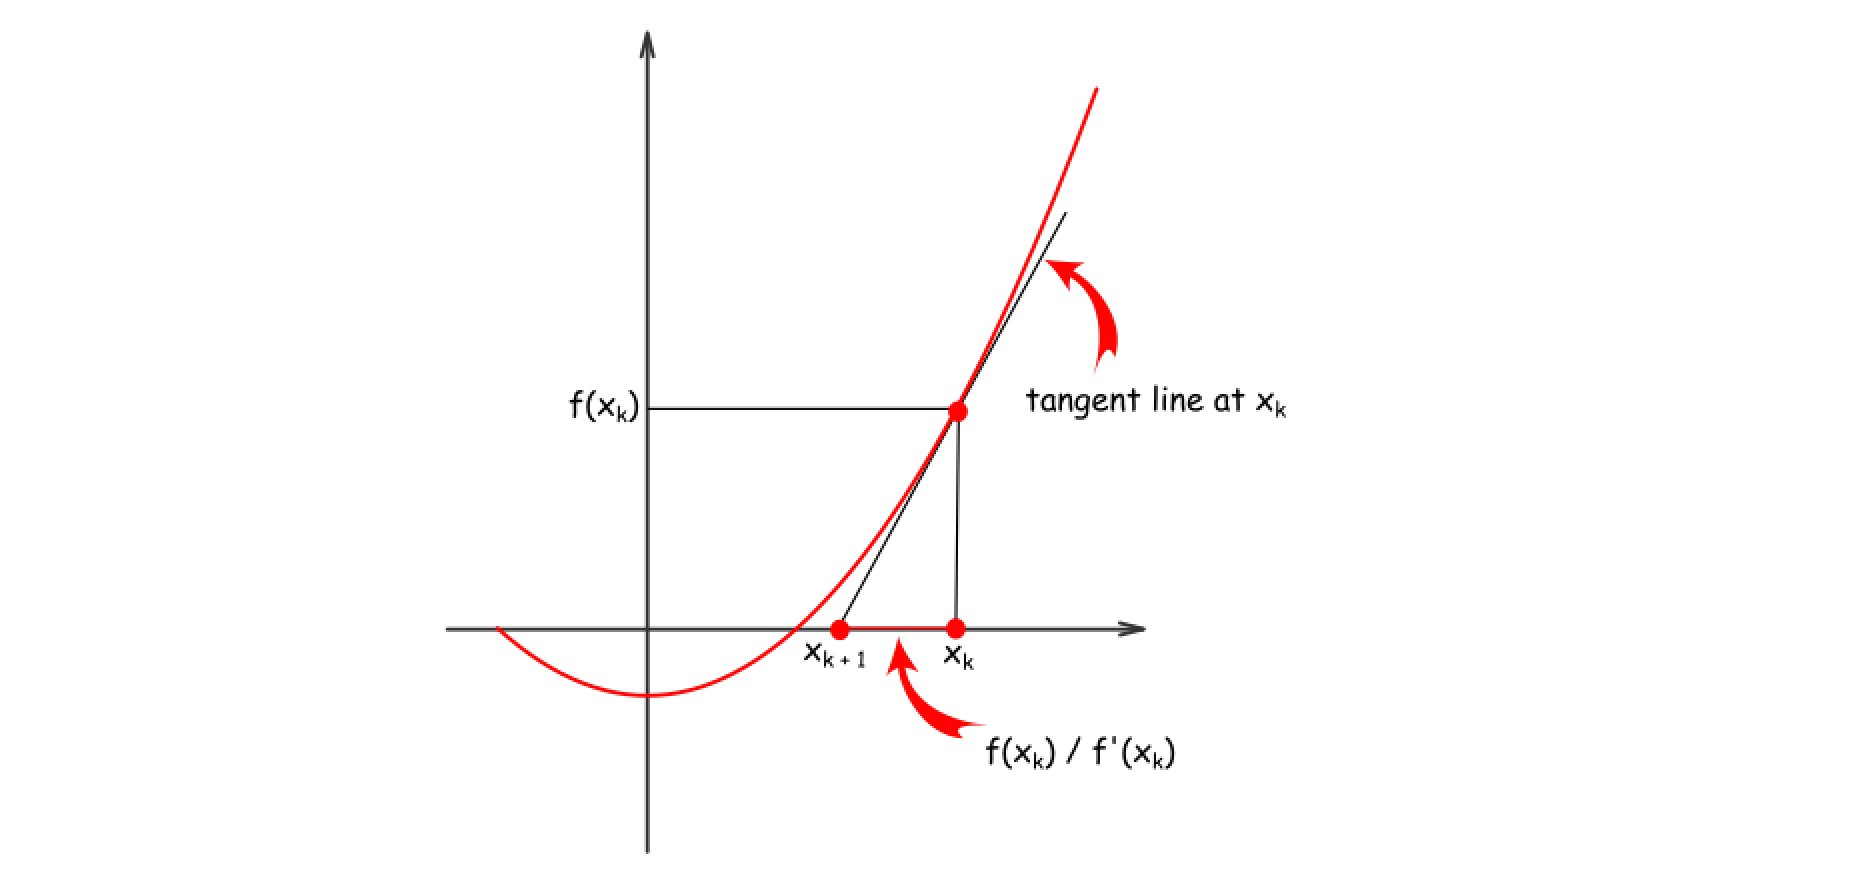 f(xₖ)
tangent line at xₖ
xₖ₊₁
xₖ
f(xₖ) / f'(xₖ)